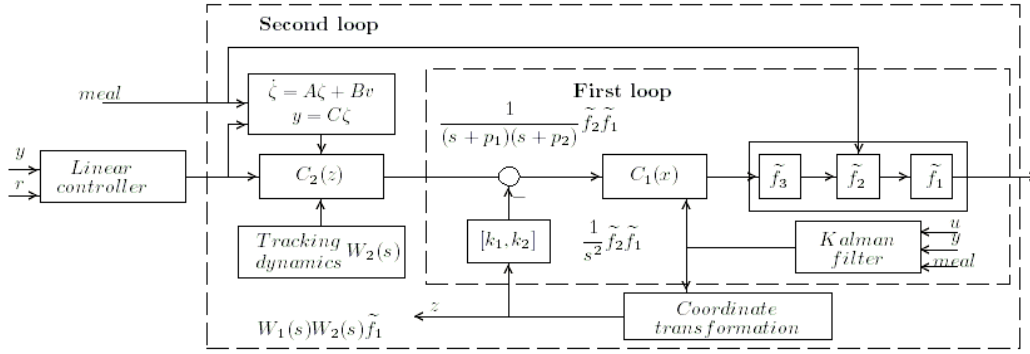 Second loop
meal
ζ̇ = Aζ + Bv
y = Cζ
First loop
1/((s + p₁)(s + p₂)) f̃₂f̃₁
y
r
Linear
controller
C₂(z)
−
C₁(x)
f̃₃
f̃₂
f̃₁
Tracking
dynamics W₂(s)
[k₁, k₂]
1/s² f̃₂f̃₁
Kalman
filter
u
y
meal
z
W₁(s)W₂(s)f̃₁
Coordinate
transformation